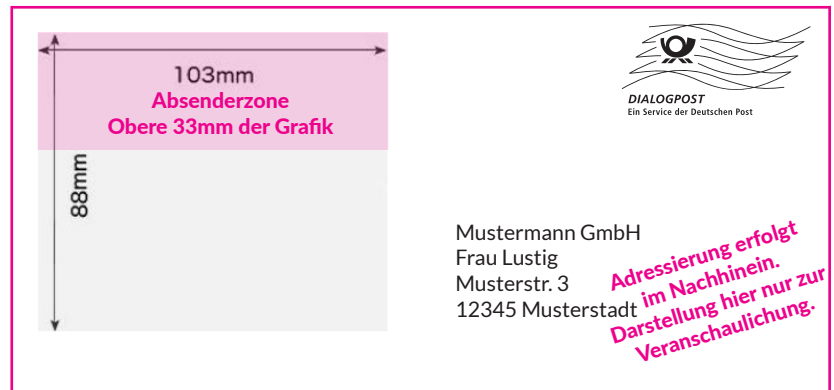 103mm
Absenderzone
Obere 33mm der Grafik
88mm
DIALOGPOST
Ein Service der Deutschen Post
Mustermann GmbH
Frau Lustig
Musterstr. 3
12345 Musterstadt
Adressierung erfolgt
im Nachhinein.
Darstellung hier nur zur
Veranschaulichung.